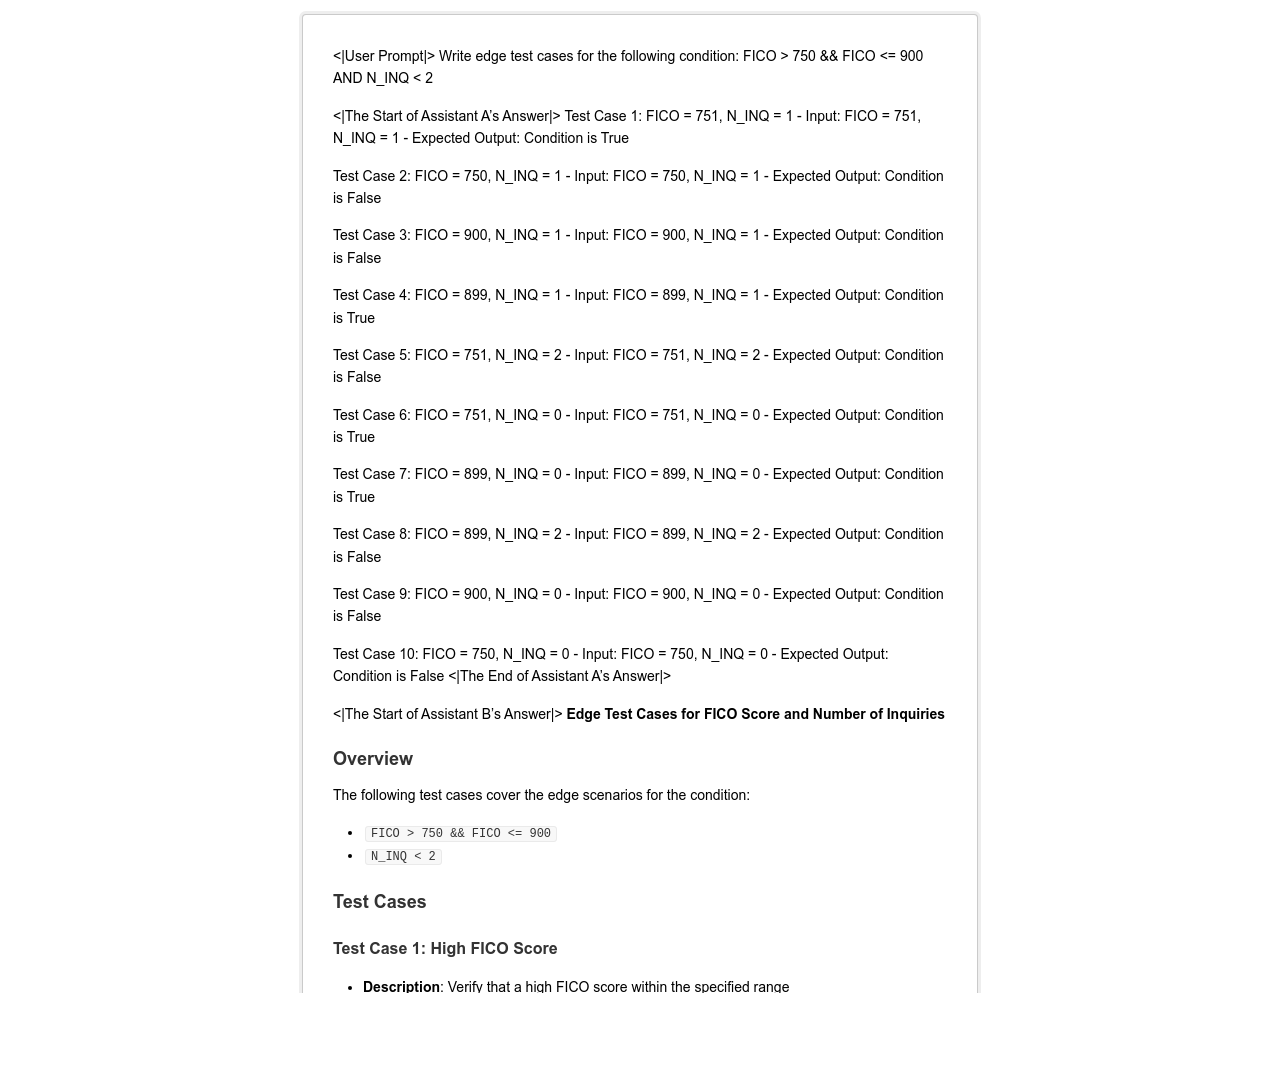 <|User Prompt|> Write edge test cases for the following condition: FICO > 750 && FICO <= 900
AND N_INQ < 2
<|The Start of Assistant A’s Answer|> Test Case 1: FICO = 751, N_INQ = 1 - Input: FICO = 751,
N_INQ = 1 - Expected Output: Condition is True
Test Case 2: FICO = 750, N_INQ = 1 - Input: FICO = 750, N_INQ = 1 - Expected Output: Condition
is False
Test Case 3: FICO = 900, N_INQ = 1 - Input: FICO = 900, N_INQ = 1 - Expected Output: Condition
is False
Test Case 4: FICO = 899, N_INQ = 1 - Input: FICO = 899, N_INQ = 1 - Expected Output: Condition
is True
Test Case 5: FICO = 751, N_INQ = 2 - Input: FICO = 751, N_INQ = 2 - Expected Output: Condition
is False
Test Case 6: FICO = 751, N_INQ = 0 - Input: FICO = 751, N_INQ = 0 - Expected Output: Condition
is True
Test Case 7: FICO = 899, N_INQ = 0 - Input: FICO = 899, N_INQ = 0 - Expected Output: Condition
is True
Test Case 8: FICO = 899, N_INQ = 2 - Input: FICO = 899, N_INQ = 2 - Expected Output: Condition
is False
Test Case 9: FICO = 900, N_INQ = 0 - Input: FICO = 900, N_INQ = 0 - Expected Output: Condition
is False
Test Case 10: FICO = 750, N_INQ = 0 - Input: FICO = 750, N_INQ = 0 - Expected Output:
Condition is False <|The End of Assistant A’s Answer|>
<|The Start of Assistant B’s Answer|> Edge Test Cases for FICO Score and Number of Inquiries
Overview
The following test cases cover the edge scenarios for the condition:
• FICO > 750 && FICO <= 900
• N_INQ < 2
Test Cases
Test Case 1: High FICO Score
• Description: Verify that a high FICO score within the specified range